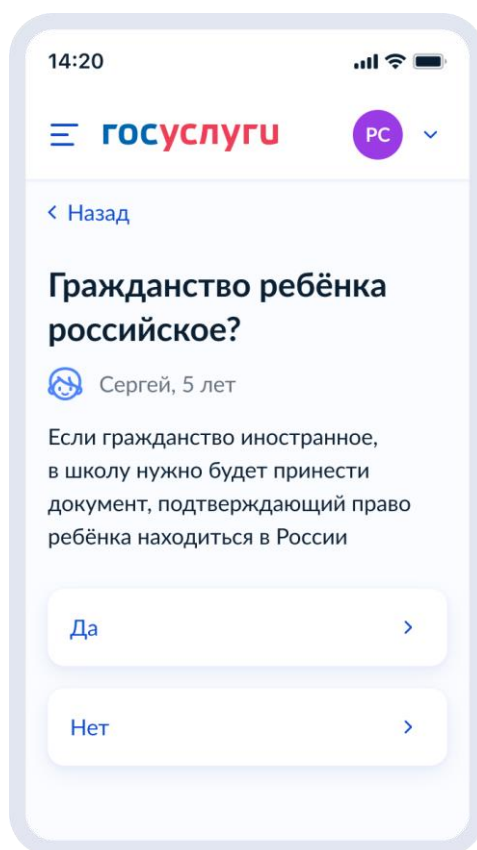 14:20
госуслуги
РС
Назад
Гражданство ребёнка
российское?
Сергей, 5 лет
Если гражданство иностранное,
в школу нужно будет принести
документ, подтверждающий право
ребёнка находиться в России
Да
Нет